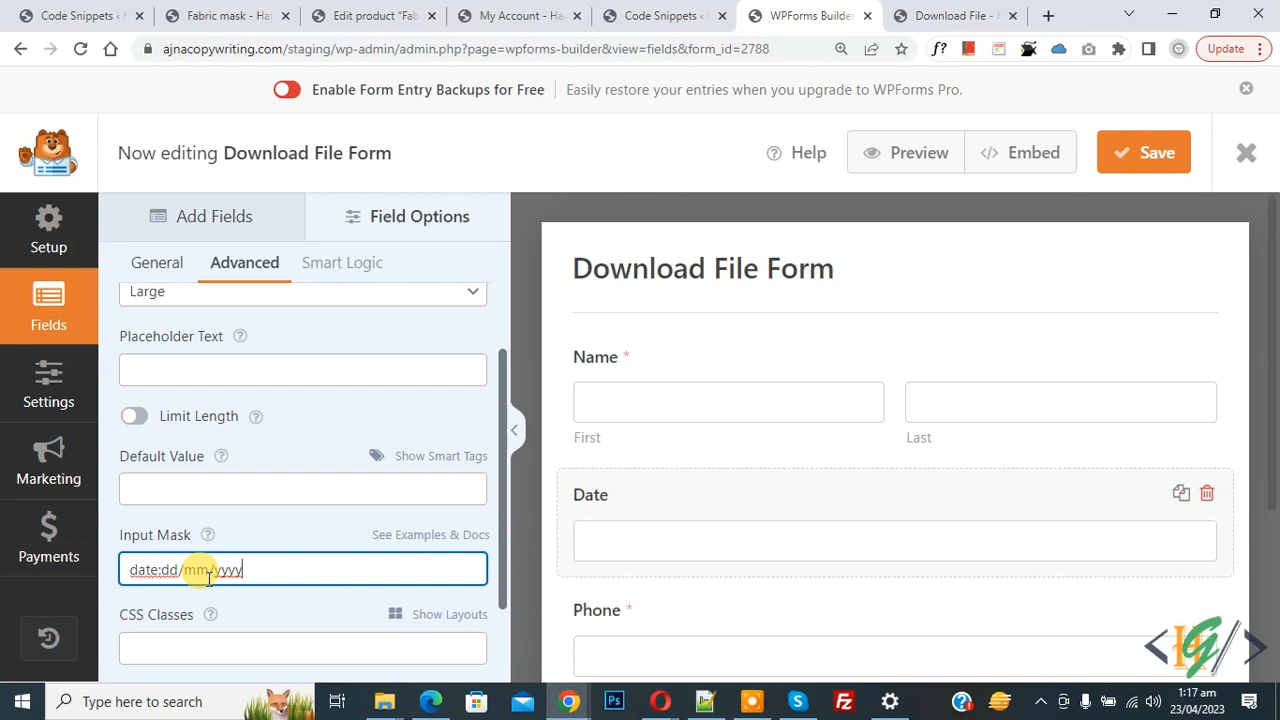 Code Snippets ‹
Fabric mask - Ha
Edit product "Fab
My Account - Ha
Code Snippets ‹
WPForms Builder
Download File -
ajnacopywriting.com/staging/wp-admin/admin.php?page=wpforms-builder&view=fields&form_id=2788
f?
Update
Enable Form Entry Backups for Free
Easily restore your entries when you upgrade to WPForms Pro.
Now editing Download File Form
Help
Preview
Embed
Save
Setup
Fields
Settings
Marketing
Payments
Add Fields
Field Options
General
Advanced
Smart Logic
Large
Placeholder Text
Limit Length
Default Value
Show Smart Tags
Input Mask
See Examples & Docs
date:dd/mm/yyyy
CSS Classes
Show Layouts
Download File Form
Name *
First
Last
Date
Phone *
Type here to search
Ps
1:17 am
23/04/2023